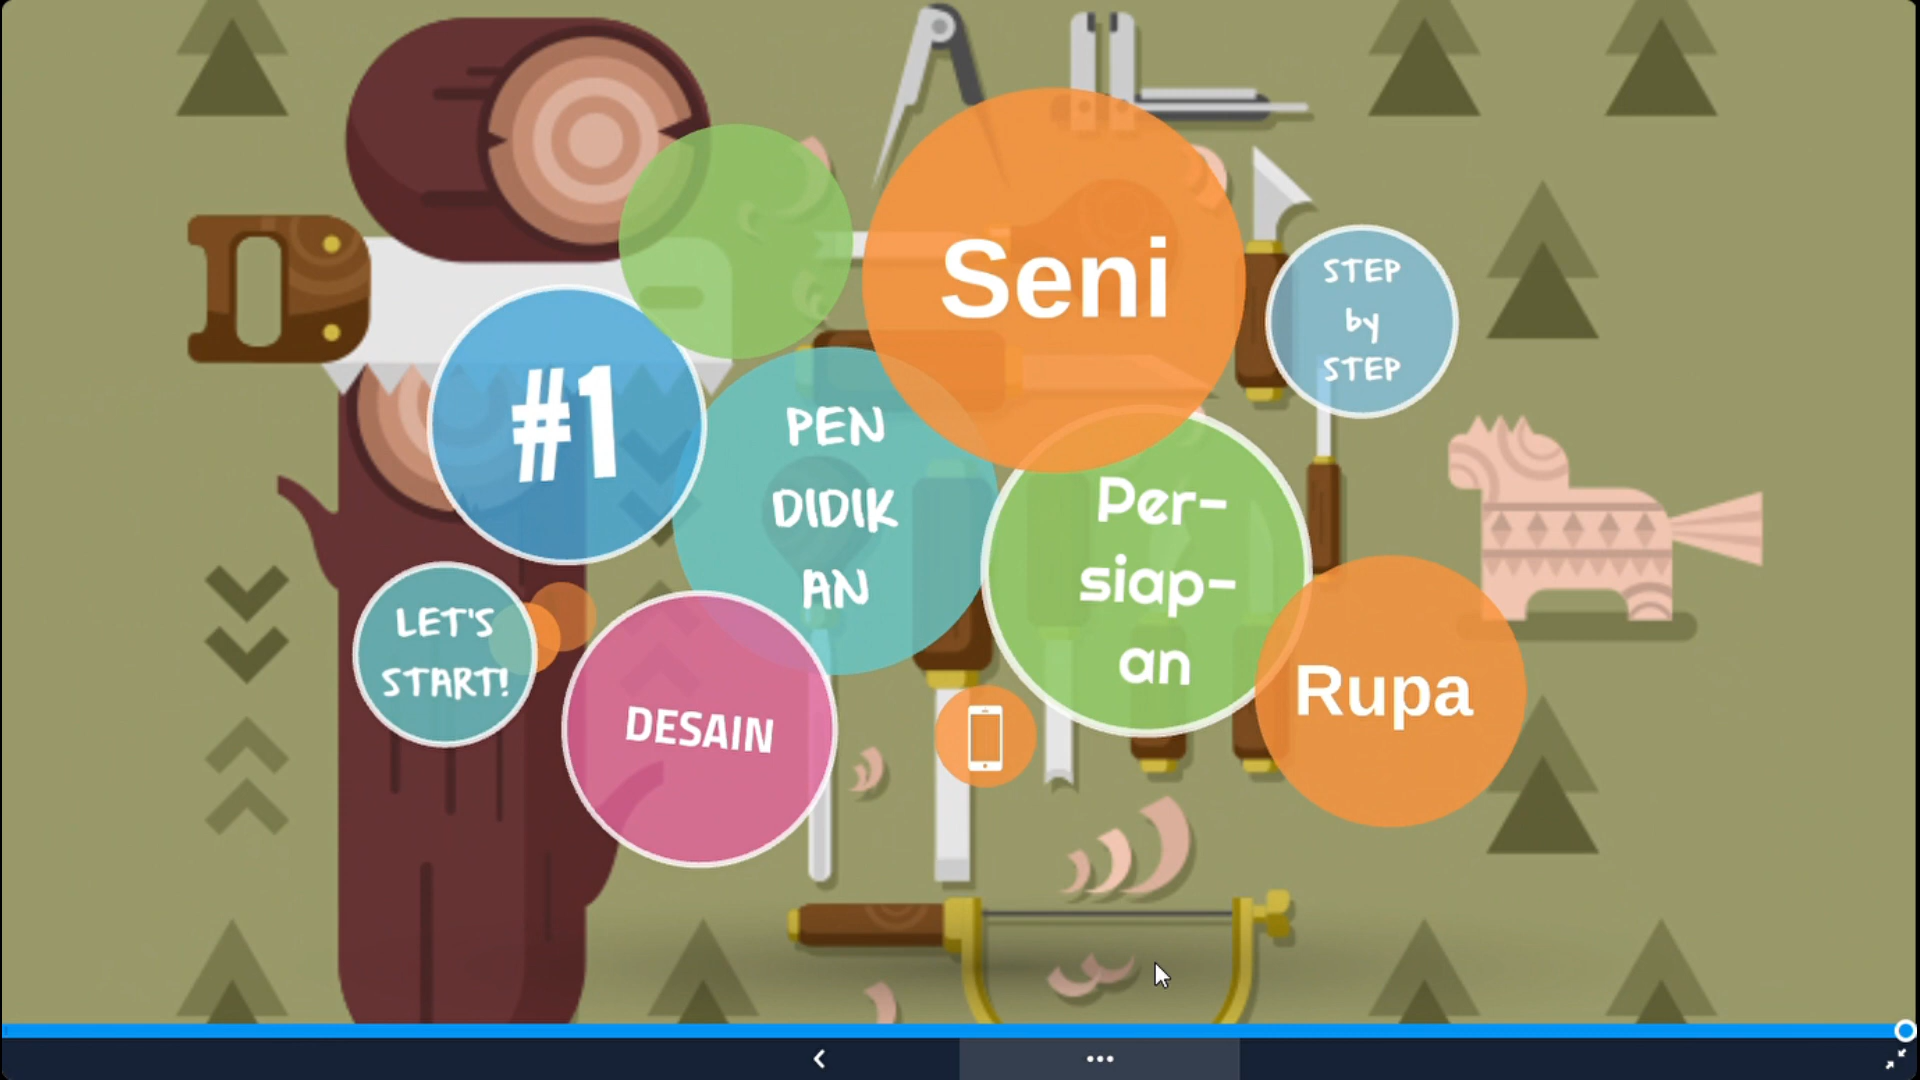 Seni
STEP
by
STEP
#1
PEN
DIDIK
AN
Per-
siap-
an
LET'S
START!
DESAIN
Rupa